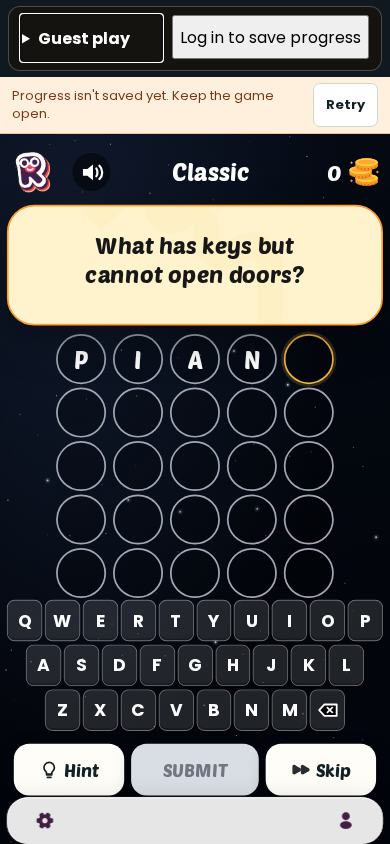 Guest play
Log in to save progress
Progress isn't saved yet. Keep the game
open.
Retry
R
Classic
0
What has keys but
cannot open doors?
P I A N
Q W E R T Y U I O P
A S D F G H J K L
Z X C V B N M
Hint
SUBMIT
Skip